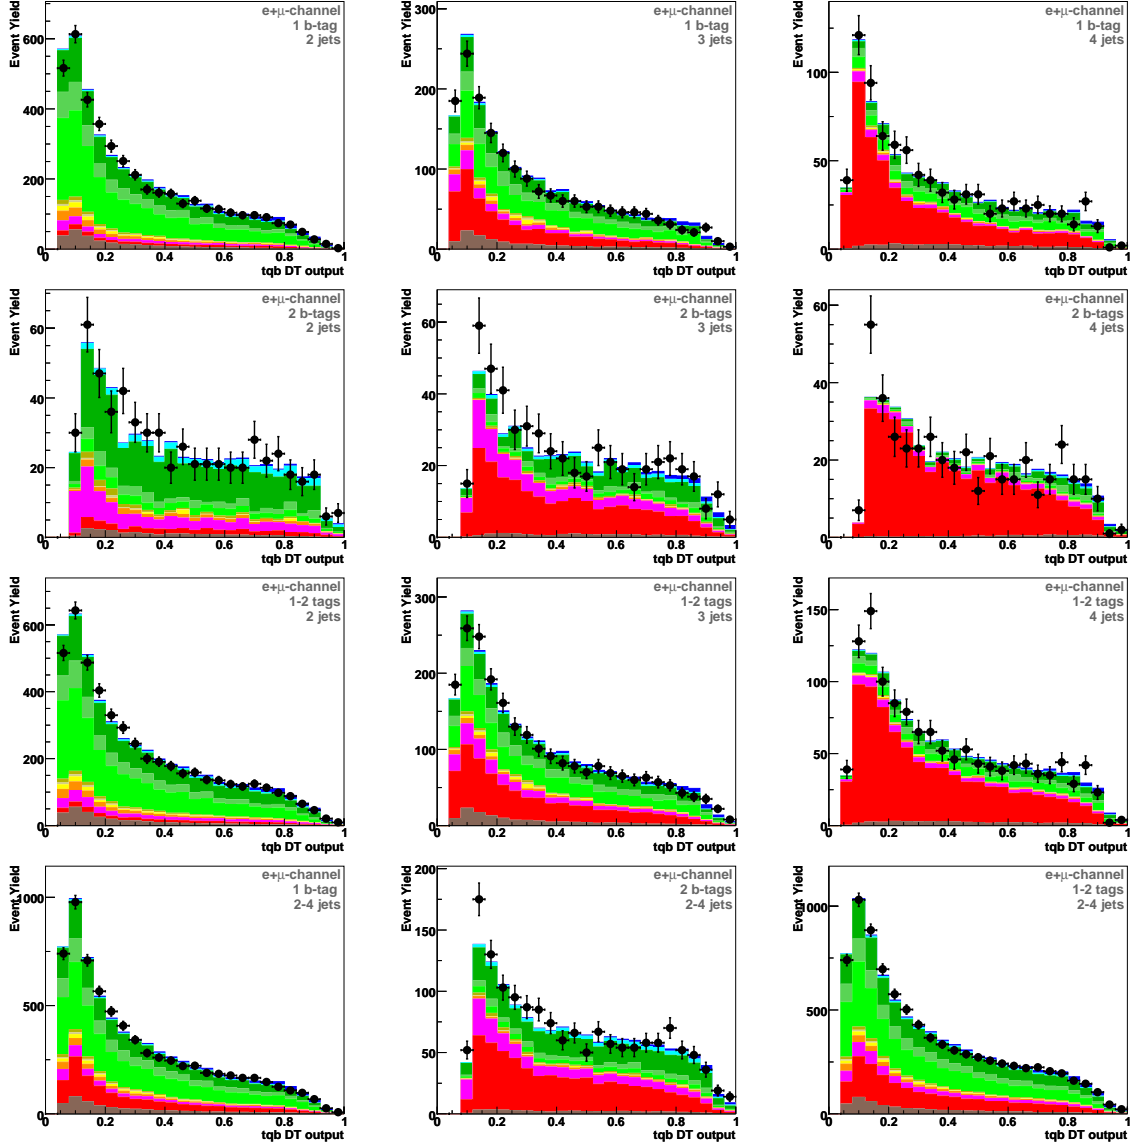 Event Yield
e+μ-channel
1 b-tag
2 jets
600
400
200
0
0 0.2 0.4 0.6 0.8 1
tqb DT output
Event Yield
e+μ-channel
1 b-tag
3 jets
300
200
100
0
0 0.2 0.4 0.6 0.8 1
tqb DT output
Event Yield
e+μ-channel
1 b-tag
4 jets
100
50
0
0 0.2 0.4 0.6 0.8 1
tqb DT output
Event Yield
e+μ-channel
2 b-tags
2 jets
60
40
20
0
0 0.2 0.4 0.6 0.8 1
tqb DT output
Event Yield
e+μ-channel
2 b-tags
3 jets
60
40
20
0
0 0.2 0.4 0.6 0.8 1
tqb DT output
Event Yield
e+μ-channel
2 b-tags
4 jets
60
40
20
0
0 0.2 0.4 0.6 0.8 1
tqb DT output
Event Yield
e+μ-channel
1-2 tags
2 jets
600
400
200
0
0 0.2 0.4 0.6 0.8 1
tqb DT output
Event Yield
e+μ-channel
1-2 tags
3 jets
300
200
100
0
0 0.2 0.4 0.6 0.8 1
tqb DT output
Event Yield
e+μ-channel
1-2 tags
4 jets
150
100
50
0
0 0.2 0.4 0.6 0.8 1
tqb DT output
Event Yield
e+μ-channel
1 b-tag
2-4 jets
1000
500
0
0 0.2 0.4 0.6 0.8 1
tqb DT output
Event Yield
e+μ-channel
2 b-tags
2-4 jets
200
150
100
50
0
0 0.2 0.4 0.6 0.8 1
tqb DT output
Event Yield
e+μ-channel
1-2 tags
2-4 jets
1000
500
0
0 0.2 0.4 0.6 0.8 1
tqb DT output